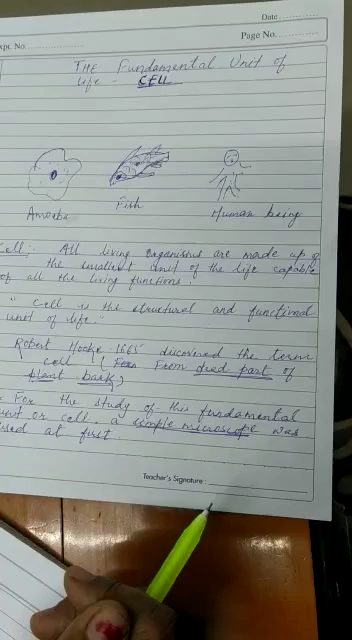 Date
Page No.
xpt. No.
THE Fundamental Unit of
life - CELL
Amoeba
Fish
Human being
Cell:- All living organisms are made up of
the smallest unit of the life capable
of all the living functions.
" Cell is the structural and functional
unit of life."
Robert Hooke-1665 discovered the term
cell ( From dead part of
plant bark)
For the study of this fundamental
unit or cell, a simple microscope was
used at first.
Teacher's Signature :